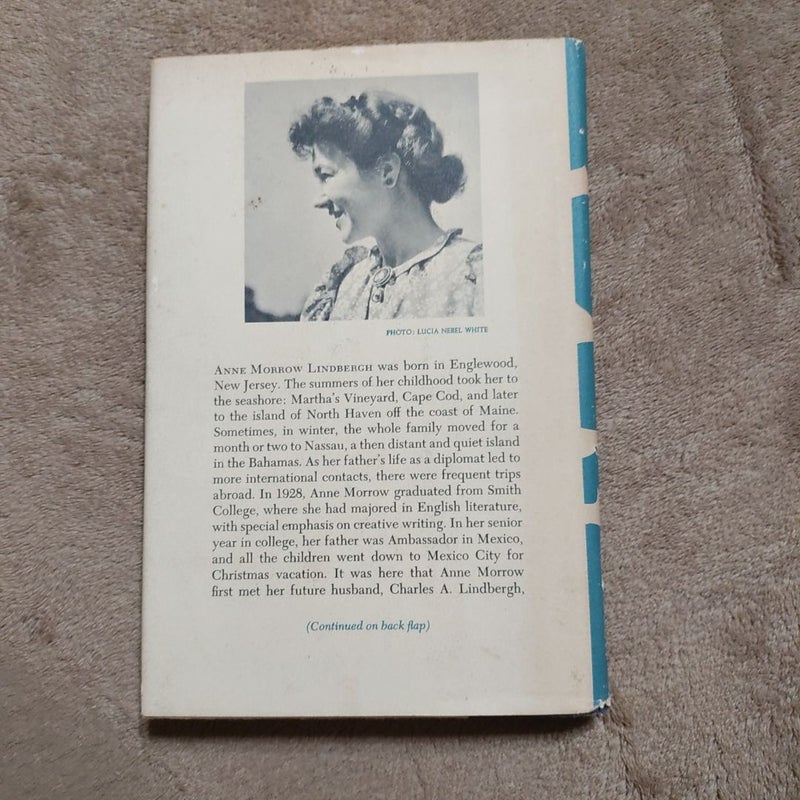 PHOTO: LUCIA NEBEL WHITE
ANNE MORROW LINDBERGH was born in Englewood,
New Jersey. The summers of her childhood took her to
the seashore: Martha's Vineyard, Cape Cod, and later
to the island of North Haven off the coast of Maine.
Sometimes, in winter, the whole family moved for a
month or two to Nassau, a then distant and quiet island
in the Bahamas. As her father's life as a diplomat led to
more international contacts, there were frequent trips
abroad. In 1928, Anne Morrow graduated from Smith
College, where she had majored in English literature,
with special emphasis on creative writing. In her senior
year in college, her father was Ambassador in Mexico,
and all the children went down to Mexico City for
Christmas vacation. It was here that Anne Morrow
first met her future husband, Charles A. Lindbergh,
(Continued on back flap)